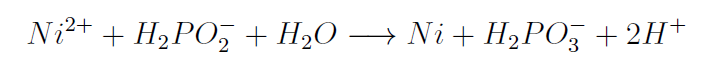 Ni²⁺ + H₂PO₂⁻ + H₂O ⟶ Ni + H₂PO₃⁻ + 2H⁺